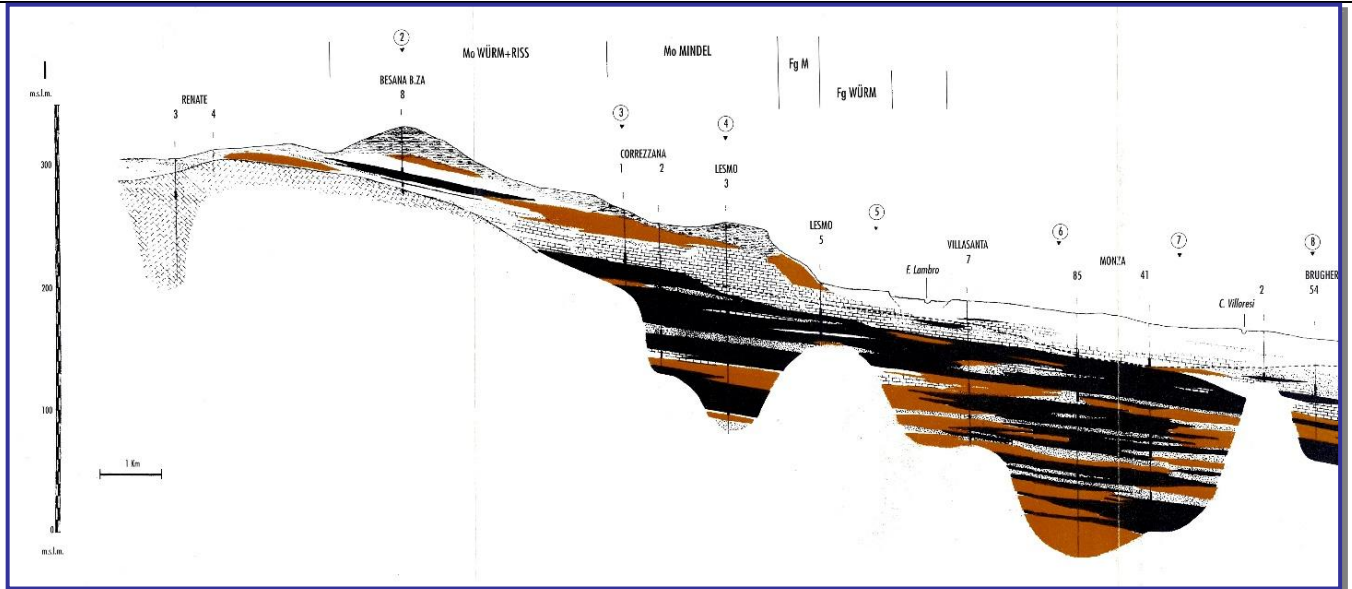 2
Mo WÜRM+RISS
Mo MINDEL
Fg M
Fg WÜRM
m.s.l.m.
RENATE
3 4
BESANA B.ZA
8
3
4
CORREZZANA
1 2
LESMO
3
300
LESMO
5
5
VILLASANTA
7
6
7
8
MONZA
85 41
BRUGHER
54
F. Lambro
C. Villoresi
2
200
100
1 Km
0
m.s.l.m.